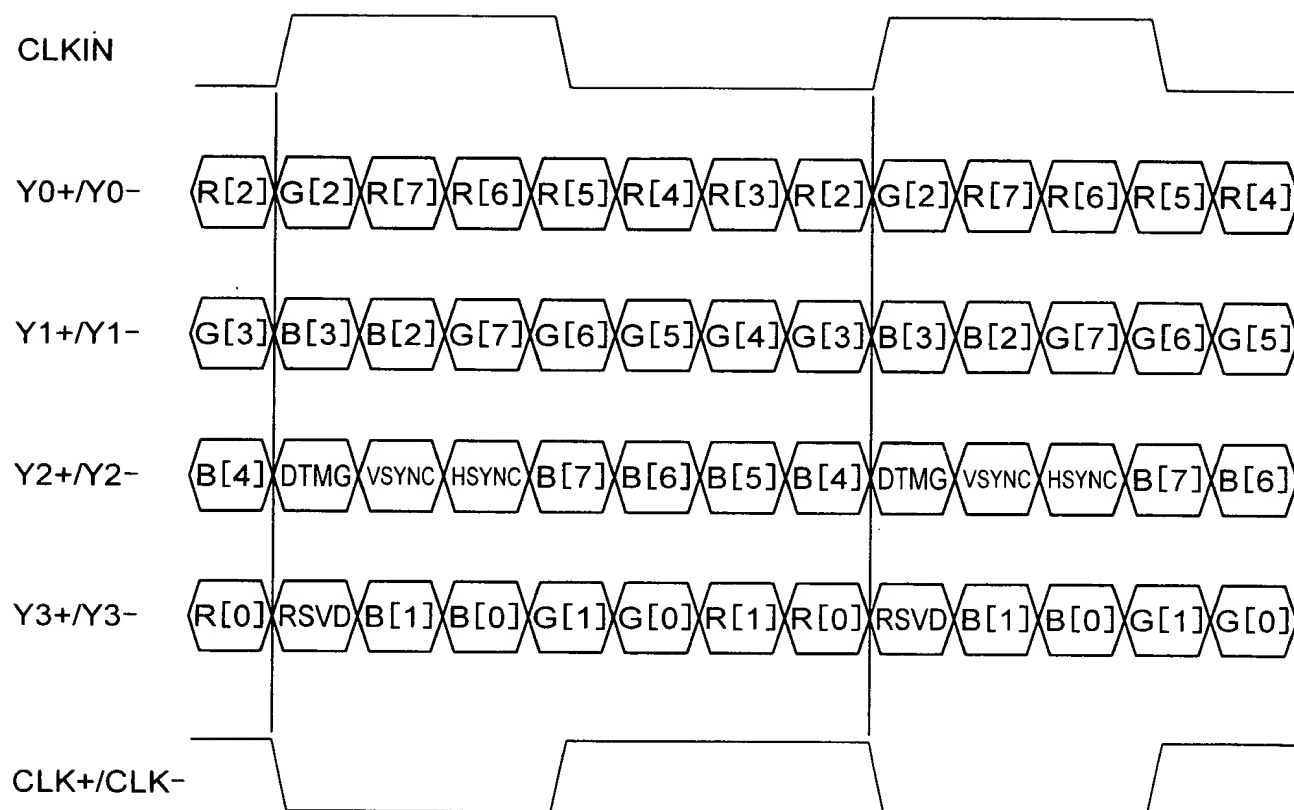 CLKIN
Y0+/Y0- R[2] G[2] R[7] R[6] R[5] R[4] R[3] R[2] G[2] R[7] R[6] R[5] R[4]
Y1+/Y1- G[3] B[3] B[2] G[7] G[6] G[5] G[4] G[3] B[3] B[2] G[7] G[6] G[5]
Y2+/Y2- B[4] DTMG VSYNC HSYNC B[7] B[6] B[5] B[4] DTMG VSYNC HSYNC B[7] B[6]
Y3+/Y3- R[0] RSVD B[1] B[0] G[1] G[0] R[1] R[0] RSVD B[1] B[0] G[1] G[0]
CLK+/CLK-